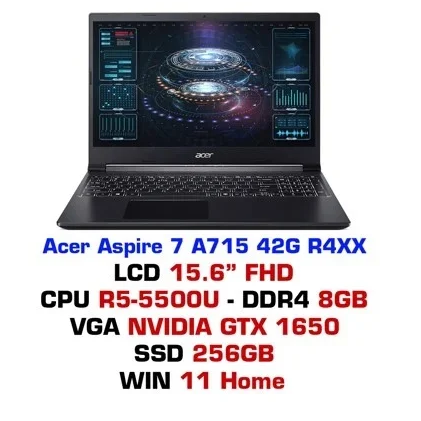 acer
Acer Aspire 7 A715 42G R4XX
LCD 15.6” FHD
CPU R5-5500U - DDR4 8GB
VGA NVIDIA GTX 1650
SSD 256GB
WIN 11 Home